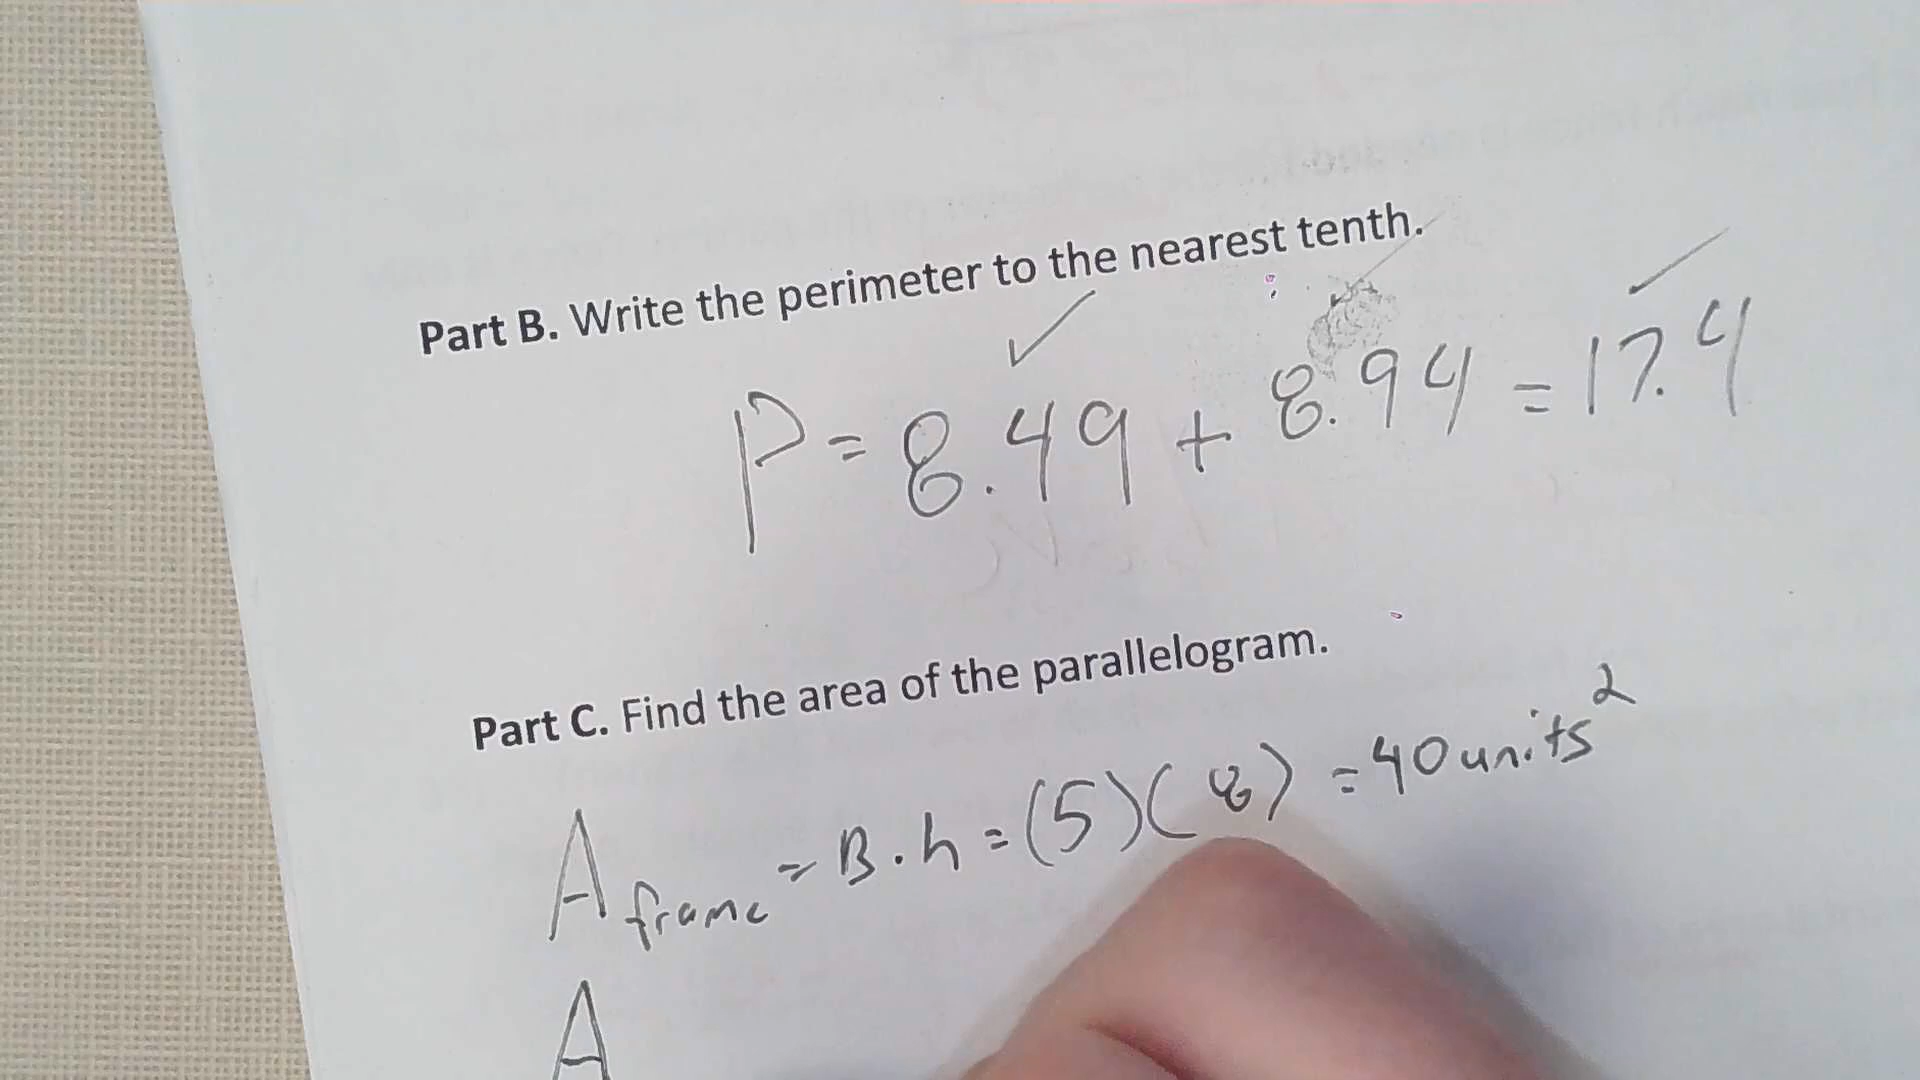 Part B. Write the perimeter to the nearest tenth.
P = 8.49 + 8.94 = 17.4
Part C. Find the area of the parallelogram.
A frame = B . h = (5)(8) = 40 units²
A